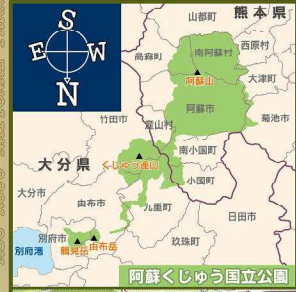 S
E W
N
熊本県
山都町
高森町
南阿蘇村
西原村
阿蘇山
大津町
阿蘇市
菊池市
竹田市
産山村
南小国町
大分県
くじゅう連山
小国町
大分市
由布市
九重町
日田市
別府市
玖珠町
別府港
鶴見岳
由布岳
阿蘇くじゅう国立公園